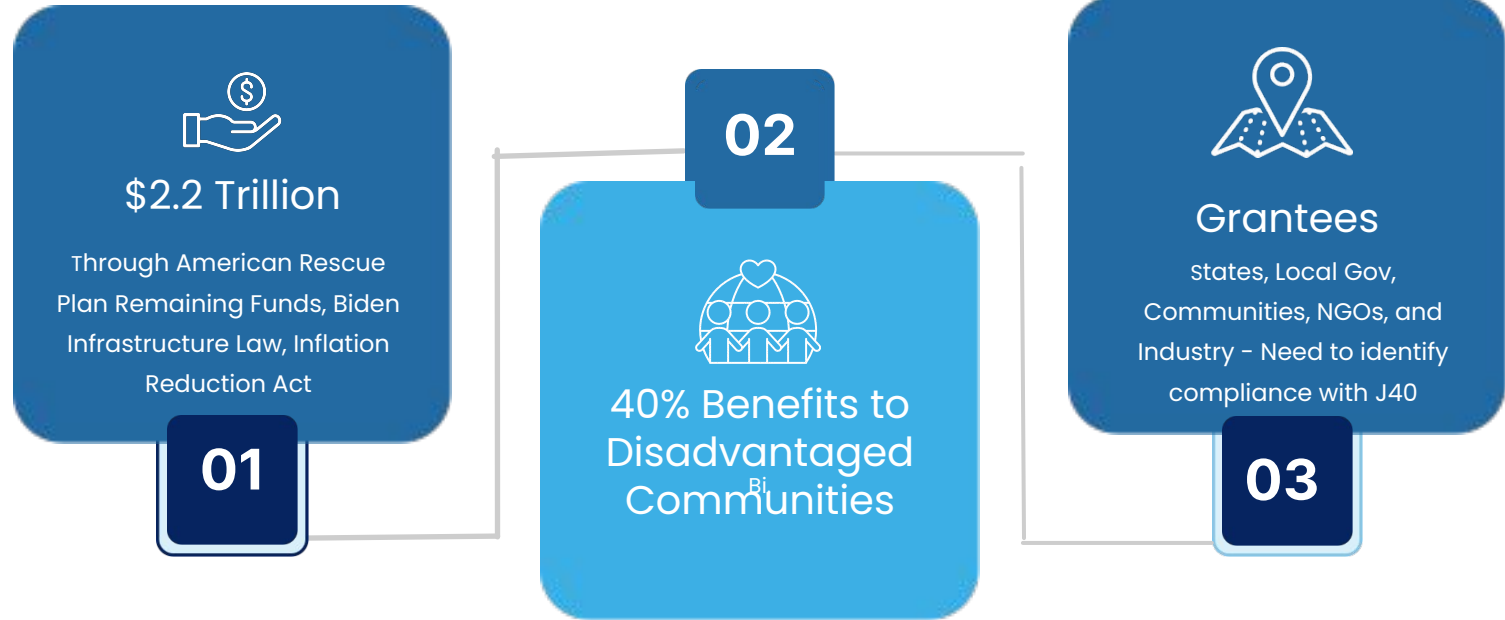 $2.2 Trillion
Through American Rescue
Plan Remaining Funds, Biden
Infrastructure Law, Inflation
Reduction Act
01
02
40% Benefits to
Disadvantaged
Bi
Communities
Grantees
States, Local Gov,
Communities, NGOs, and
Industry - Need to identify
compliance with J40
03